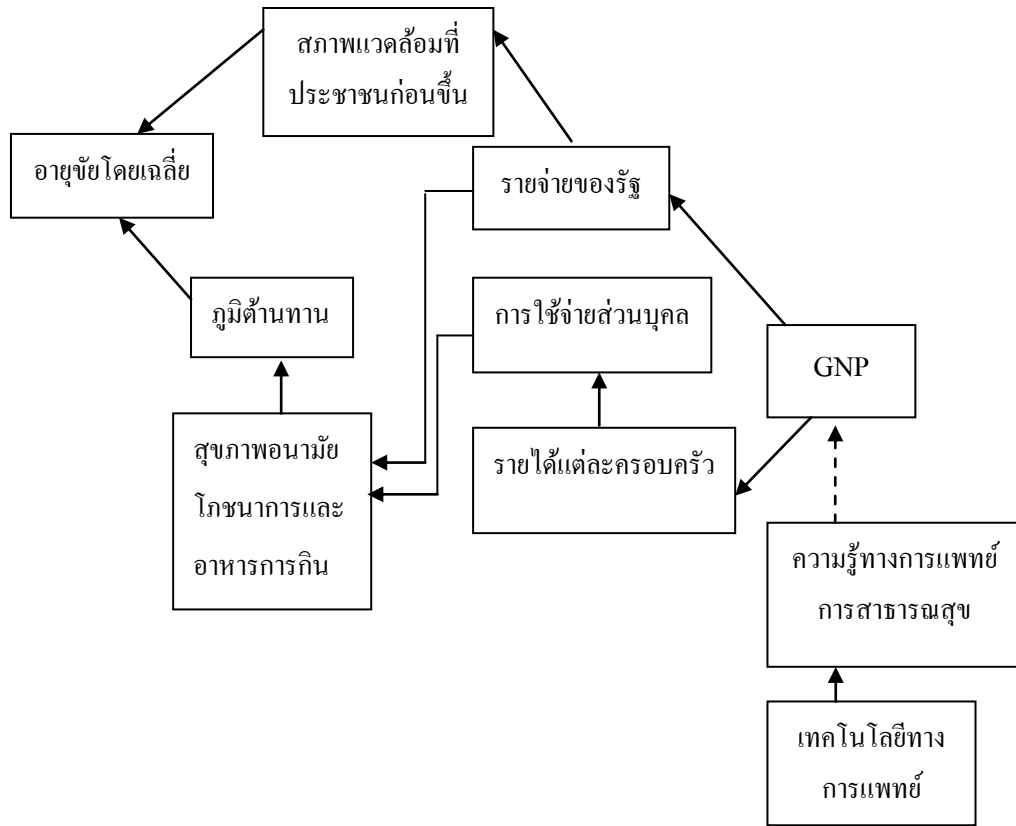 สภาพแวดล้อมที่
ประชาชนก่อนขึ้น
อายุขัยโดยเฉลี่ย
รายจ่ายของรัฐ
ภูมิต้านทาน
การใช้จ่ายส่วนบุคล
GNP
สุขภาพอนามัย
โภชนาการและ
อาหารการกิน
รายได้แต่ละครอบครัว
ความรู้ทางการแพทย์
การสาธารณสุข
เทคโนโลยีทาง
การแพทย์